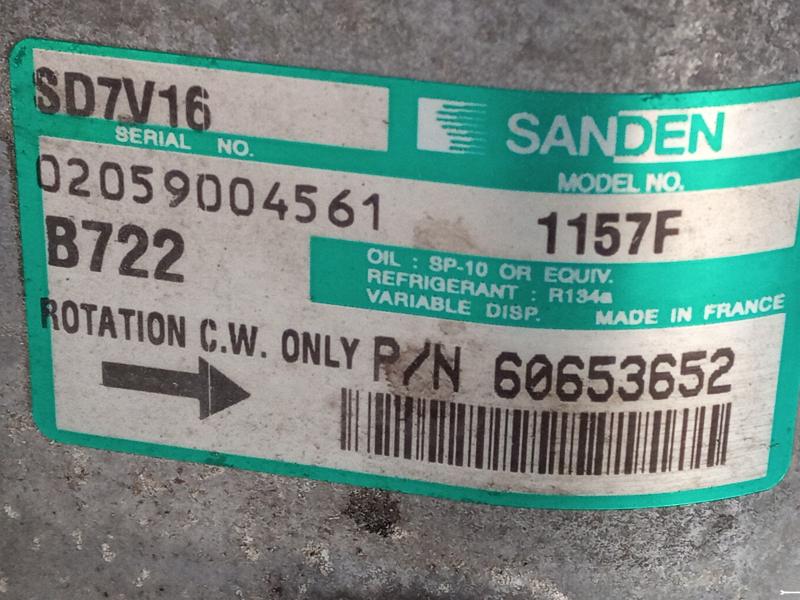 SD7V16
SANDEN
SERIAL NO.
MODEL NO.
02059004561
1157F
B722
OIL : SP-10 OR EQUIV.
REFRIGERANT : R134a
VARIABLE DISP.
MADE IN FRANCE
ROTATION C.W. ONLY
P/N 60653652